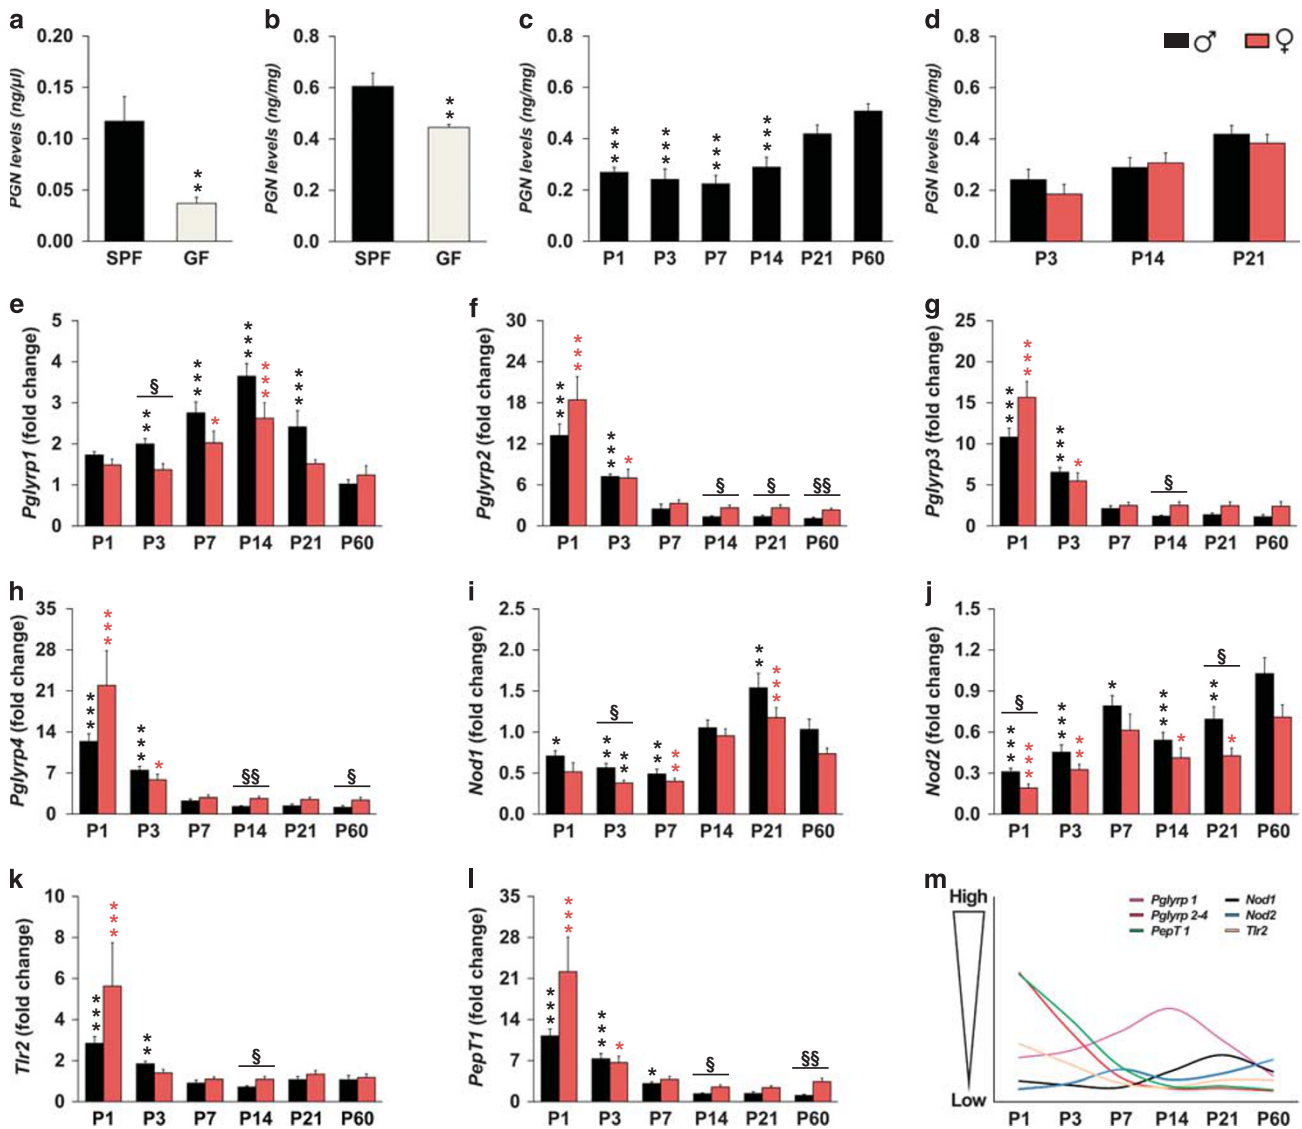 a
PGN levels (ng/µl)
0.20
0.15
0.10
0.05
0.00
**
SPF GF
b
PGN levels (ng/mg)
0.8
0.6
0.4
0.2
0.0
**
SPF GF
c
PGN levels (ng/mg)
0.8
0.6
0.4
0.2
0.0
*** *** *** ***
P1 P3 P7 P14 P21 P60
d
♂ ♀
PGN levels (ng/mg)
0.8
0.6
0.4
0.2
0.0
P3 P14 P21
e
Pglyrp1 (fold change)
5
4
3
2
1
0
** § *** * *** *** ***
P1 P3 P7 P14 P21 P60
f
Pglyrp2 (fold change)
30
24
18
12
6
0
*** *** *** * § § §§
P1 P3 P7 P14 P21 P60
g
Pglyrp3 (fold change)
25
20
15
10
5
0
*** *** *** * §
P1 P3 P7 P14 P21 P60
h
Pglyrp4 (fold change)
35
28
21
14
7
0
*** *** *** * §§ §
P1 P3 P7 P14 P21 P60
i
Nod1 (fold change)
2.5
2.0
1.5
1.0
0.5
0.0
* § ** ** ** ** ** ***
P1 P3 P7 P14 P21 P60
j
Nod2 (fold change)
1.5
1.2
0.9
0.6
0.3
0.0
§ *** *** *** ** * *** * § ** *
P1 P3 P7 P14 P21 P60
k
Tlr2 (fold change)
10
8
6
4
2
0
*** *** ** §
P1 P3 P7 P14 P21 P60
l
PepT1 (fold change)
35
28
21
14
7
0
*** *** *** * * § §§
P1 P3 P7 P14 P21 P60
m
High
Low
Pglyrp 1
Pglyrp 2-4
PepT 1
Nod1
Nod2
Tlr2
P1 P3 P7 P14 P21 P60